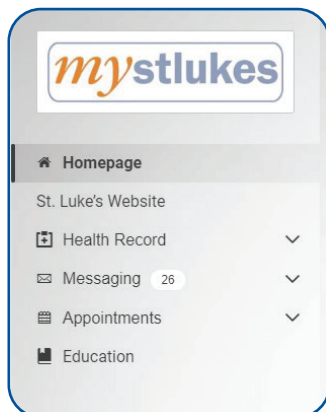 mystlukes
Homepage
St. Luke's Website
Health Record
Messaging 26
Appointments
Education